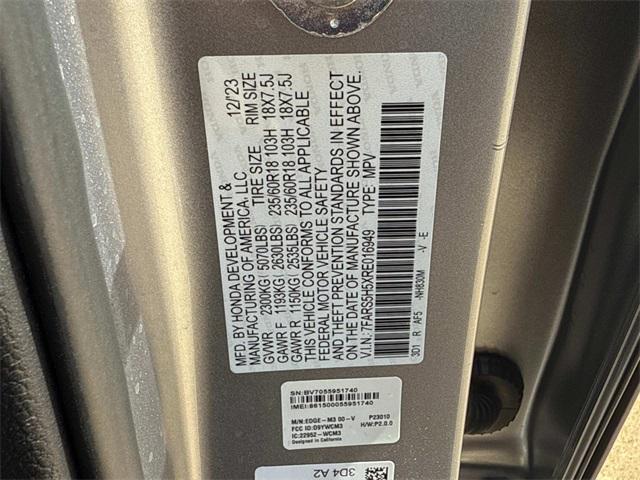 MFD. BY HONDA DEVELOPMENT & 12/'23
MANUFACTURING OF AMERICA, LLC.
TIRE SIZE RIM SIZE
GVWR 2300KG( 5070LBS) 235/60R18 103H 18X7.5J
GAWR F 1193KG( 2630LBS) 235/60R18 103H 18X7.5J
GAWR R 1150KG( 2535LBS)
THIS VEHICLE CONFORMS TO ALL APPLICABLE
FEDERAL MOTOR VEHICLE SAFETY
AND THEFT PREVENTION STANDARDS IN EFFECT
ON THE DATE OF MANUFACTURE SHOWN ABOVE.
V.I.N: 7FARS5H5XRE016949 TYPE: MPV
3D1 R AF5 -NH830M -V -E
SN:BV7055951740
IMEI:861500055951740
M/N:EDGE-M3 00-V P23010
FCC ID:D9YWCM3 H/W:P2.0.0
IC:22952-WCM3
Designed in California
3D4 A2